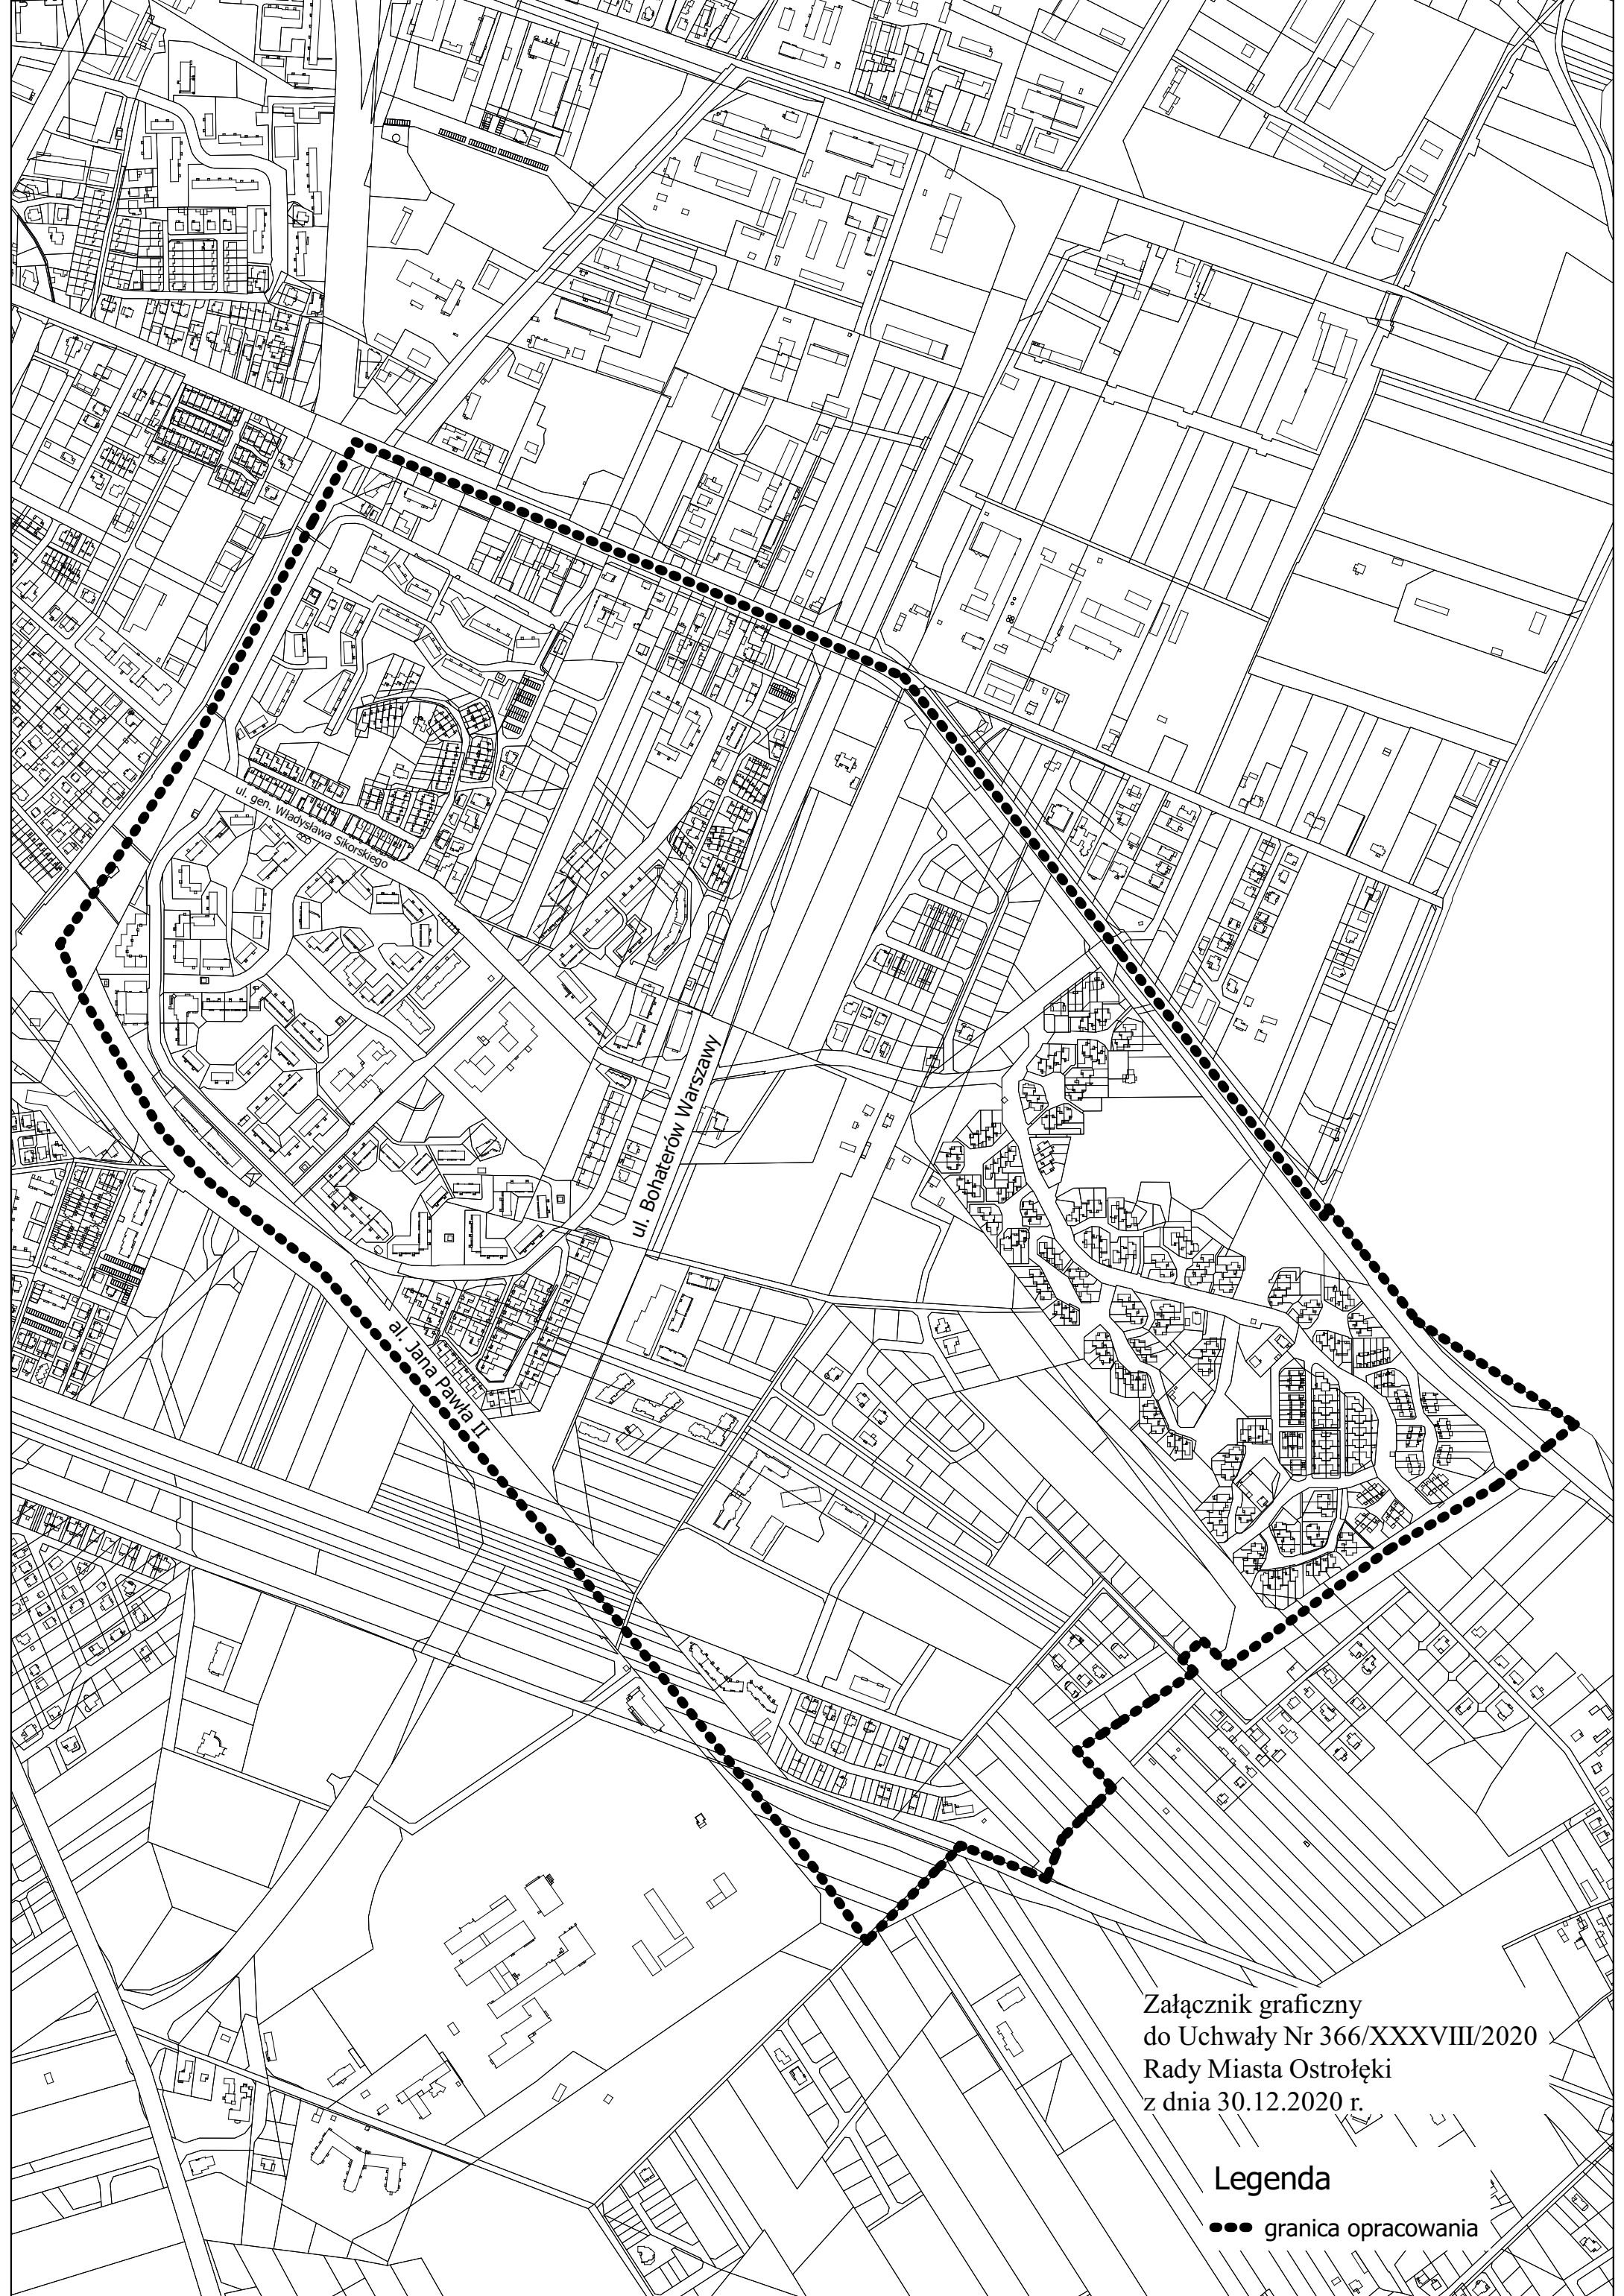 ul. gen. Władysława Sikorskiego
ul. Bohaterów Warszawy
al. Jana Pawła II
Załącznik graficzny
do Uchwały Nr 366/XXXVIII/2020
Rady Miasta Ostrołęki
z dnia 30.12.2020 r.
Legenda
granica opracowania